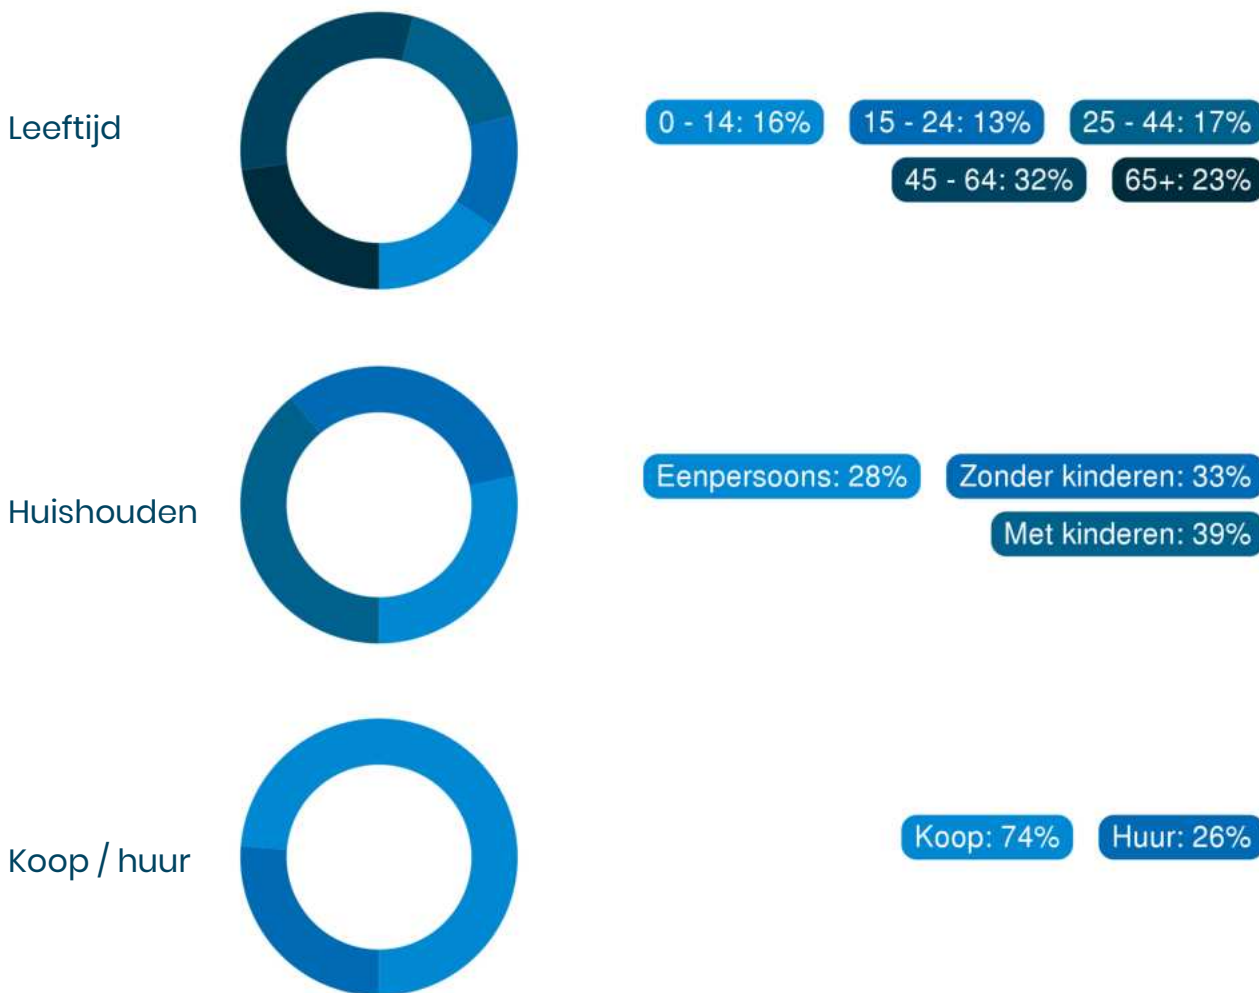 Leeftijd
0 - 14: 16% 15 - 24: 13% 25 - 44: 17%
45 - 64: 32% 65+: 23%
Huishouden
Eenpersoons: 28% Zonder kinderen: 33%
Met kinderen: 39%
Koop / huur
Koop: 74% Huur: 26%